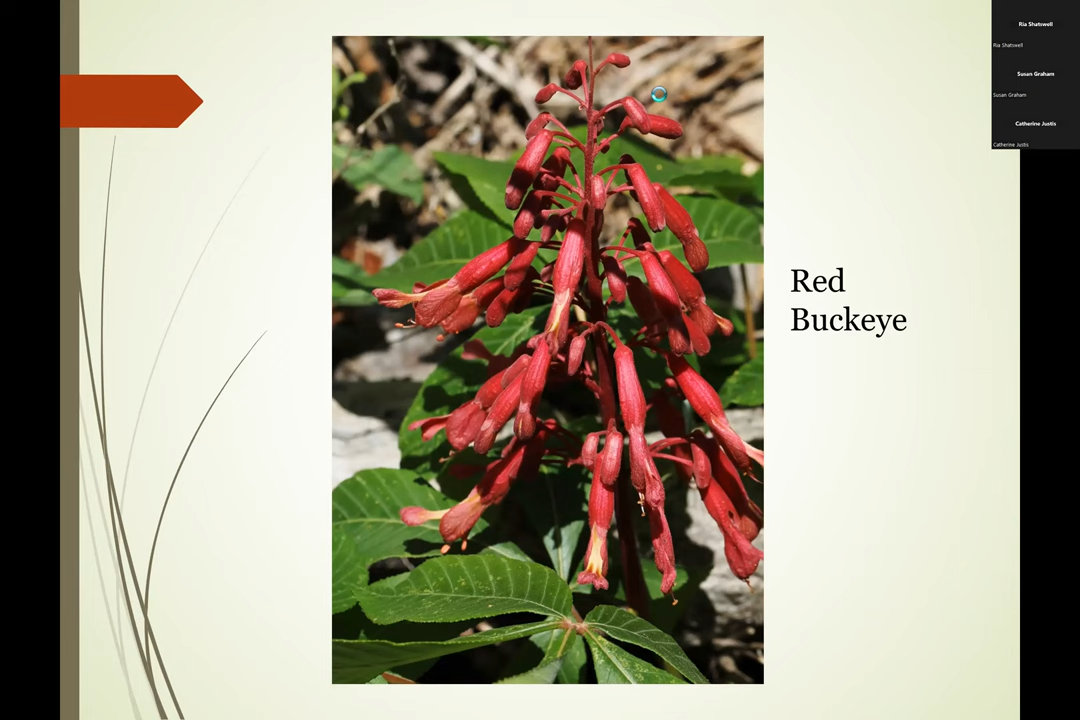 Ria Shatswell
Ria Shatswell
Susan Graham
Susan Graham
Catherine Justis
Catherine Justis
Red
Buckeye